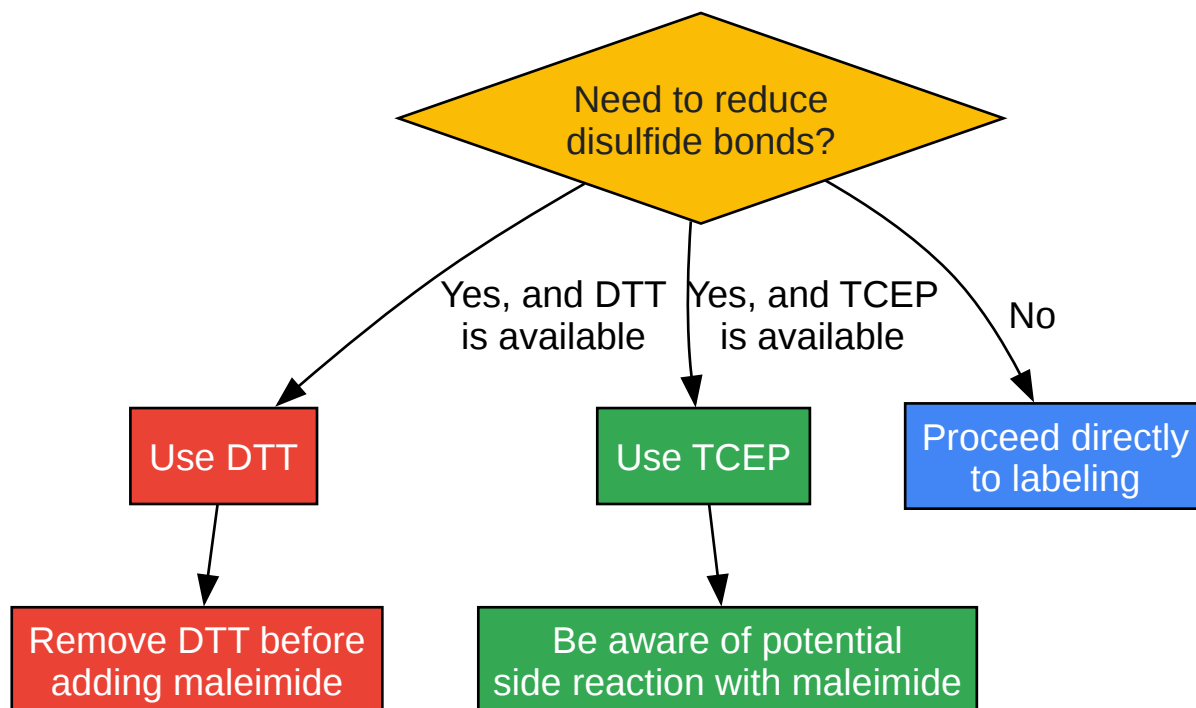 Need to reduce
disulfide bonds?
Yes, and DTT
is available
Yes, and TCEP
is available
No
Use DTT
Use TCEP
Proceed directly
to labeling
Remove DTT before
adding maleimide
Be aware of potential
side reaction with maleimide